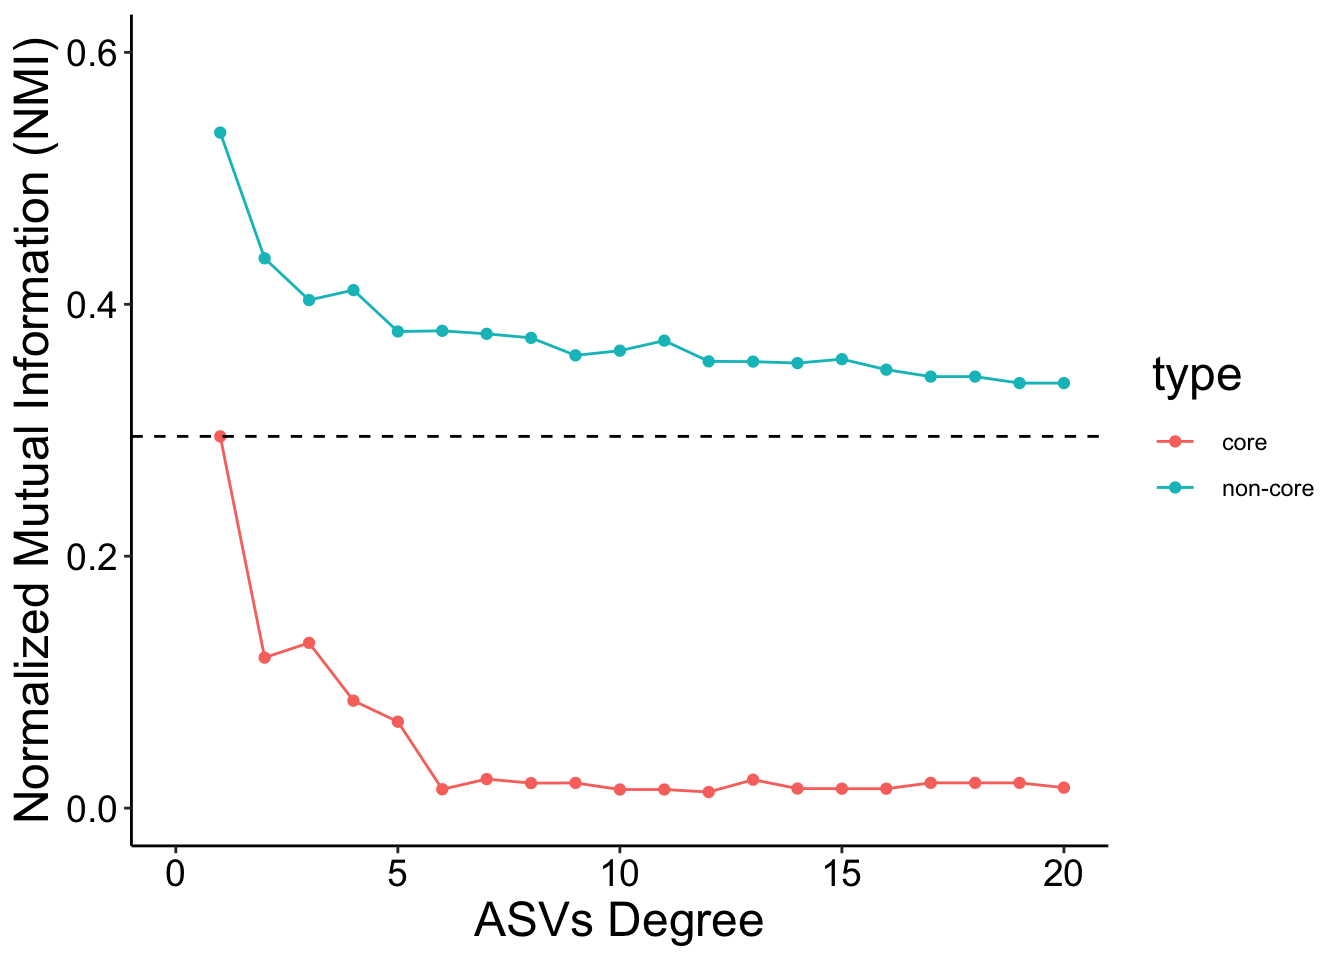 Normalized Mutual Information (NMI)
0.6
0.4
0.2
0.0
0 5 10 15 20
ASVs Degree
type
core
non-core